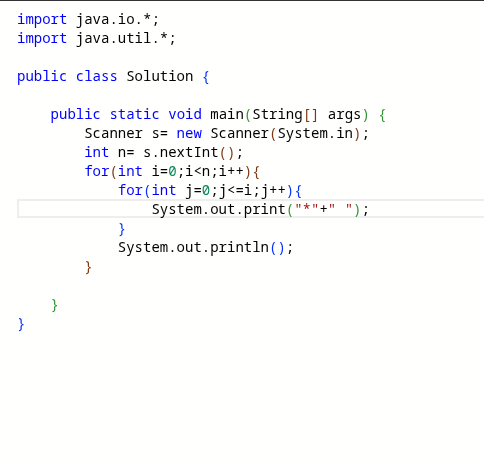 import java.io.*;
import java.util.*;

public class Solution {

    public static void main(String[] args) {
        Scanner s= new Scanner(System.in);
        int n= s.nextInt();
        for(int i=0;i<n;i++){
            for(int j=0;j<=i;j++){
                System.out.print("*"+" ");
            }
            System.out.println();
        }

    }
}